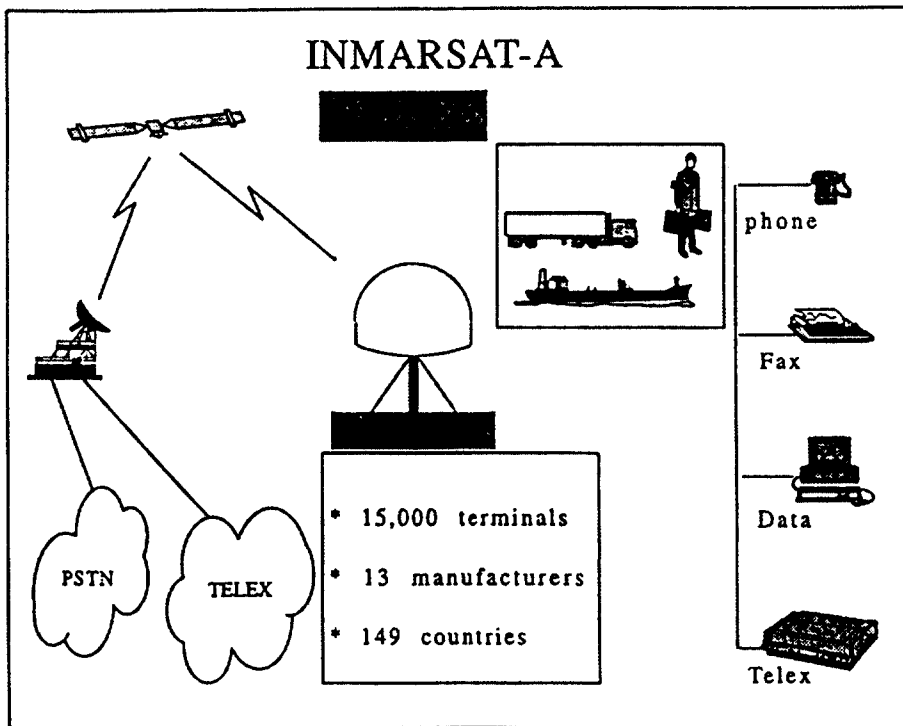 INMARSAT-A
phone
Fax
Data
Telex
PSTN
TELEX
* 15,000 terminals
* 13 manufacturers
* 149 countries